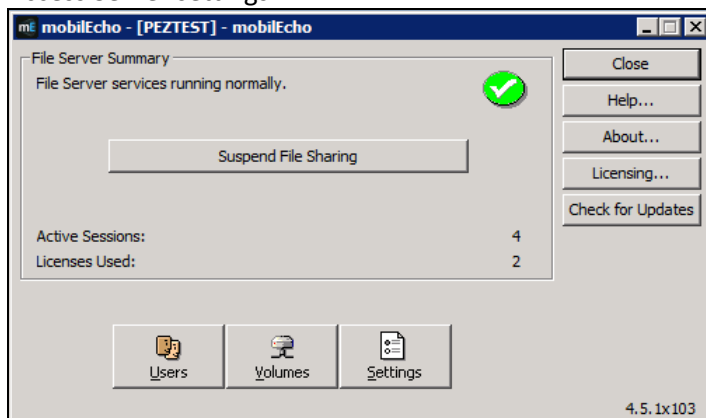 mE mobilEcho - [PEZTEST] - mobilEcho
File Server Summary
File Server services running normally.
Suspend File Sharing
Active Sessions: 4
Licenses Used: 2
Close
Help...
About...
Licensing...
Check for Updates
Users
Volumes
Settings
4.5.1x103